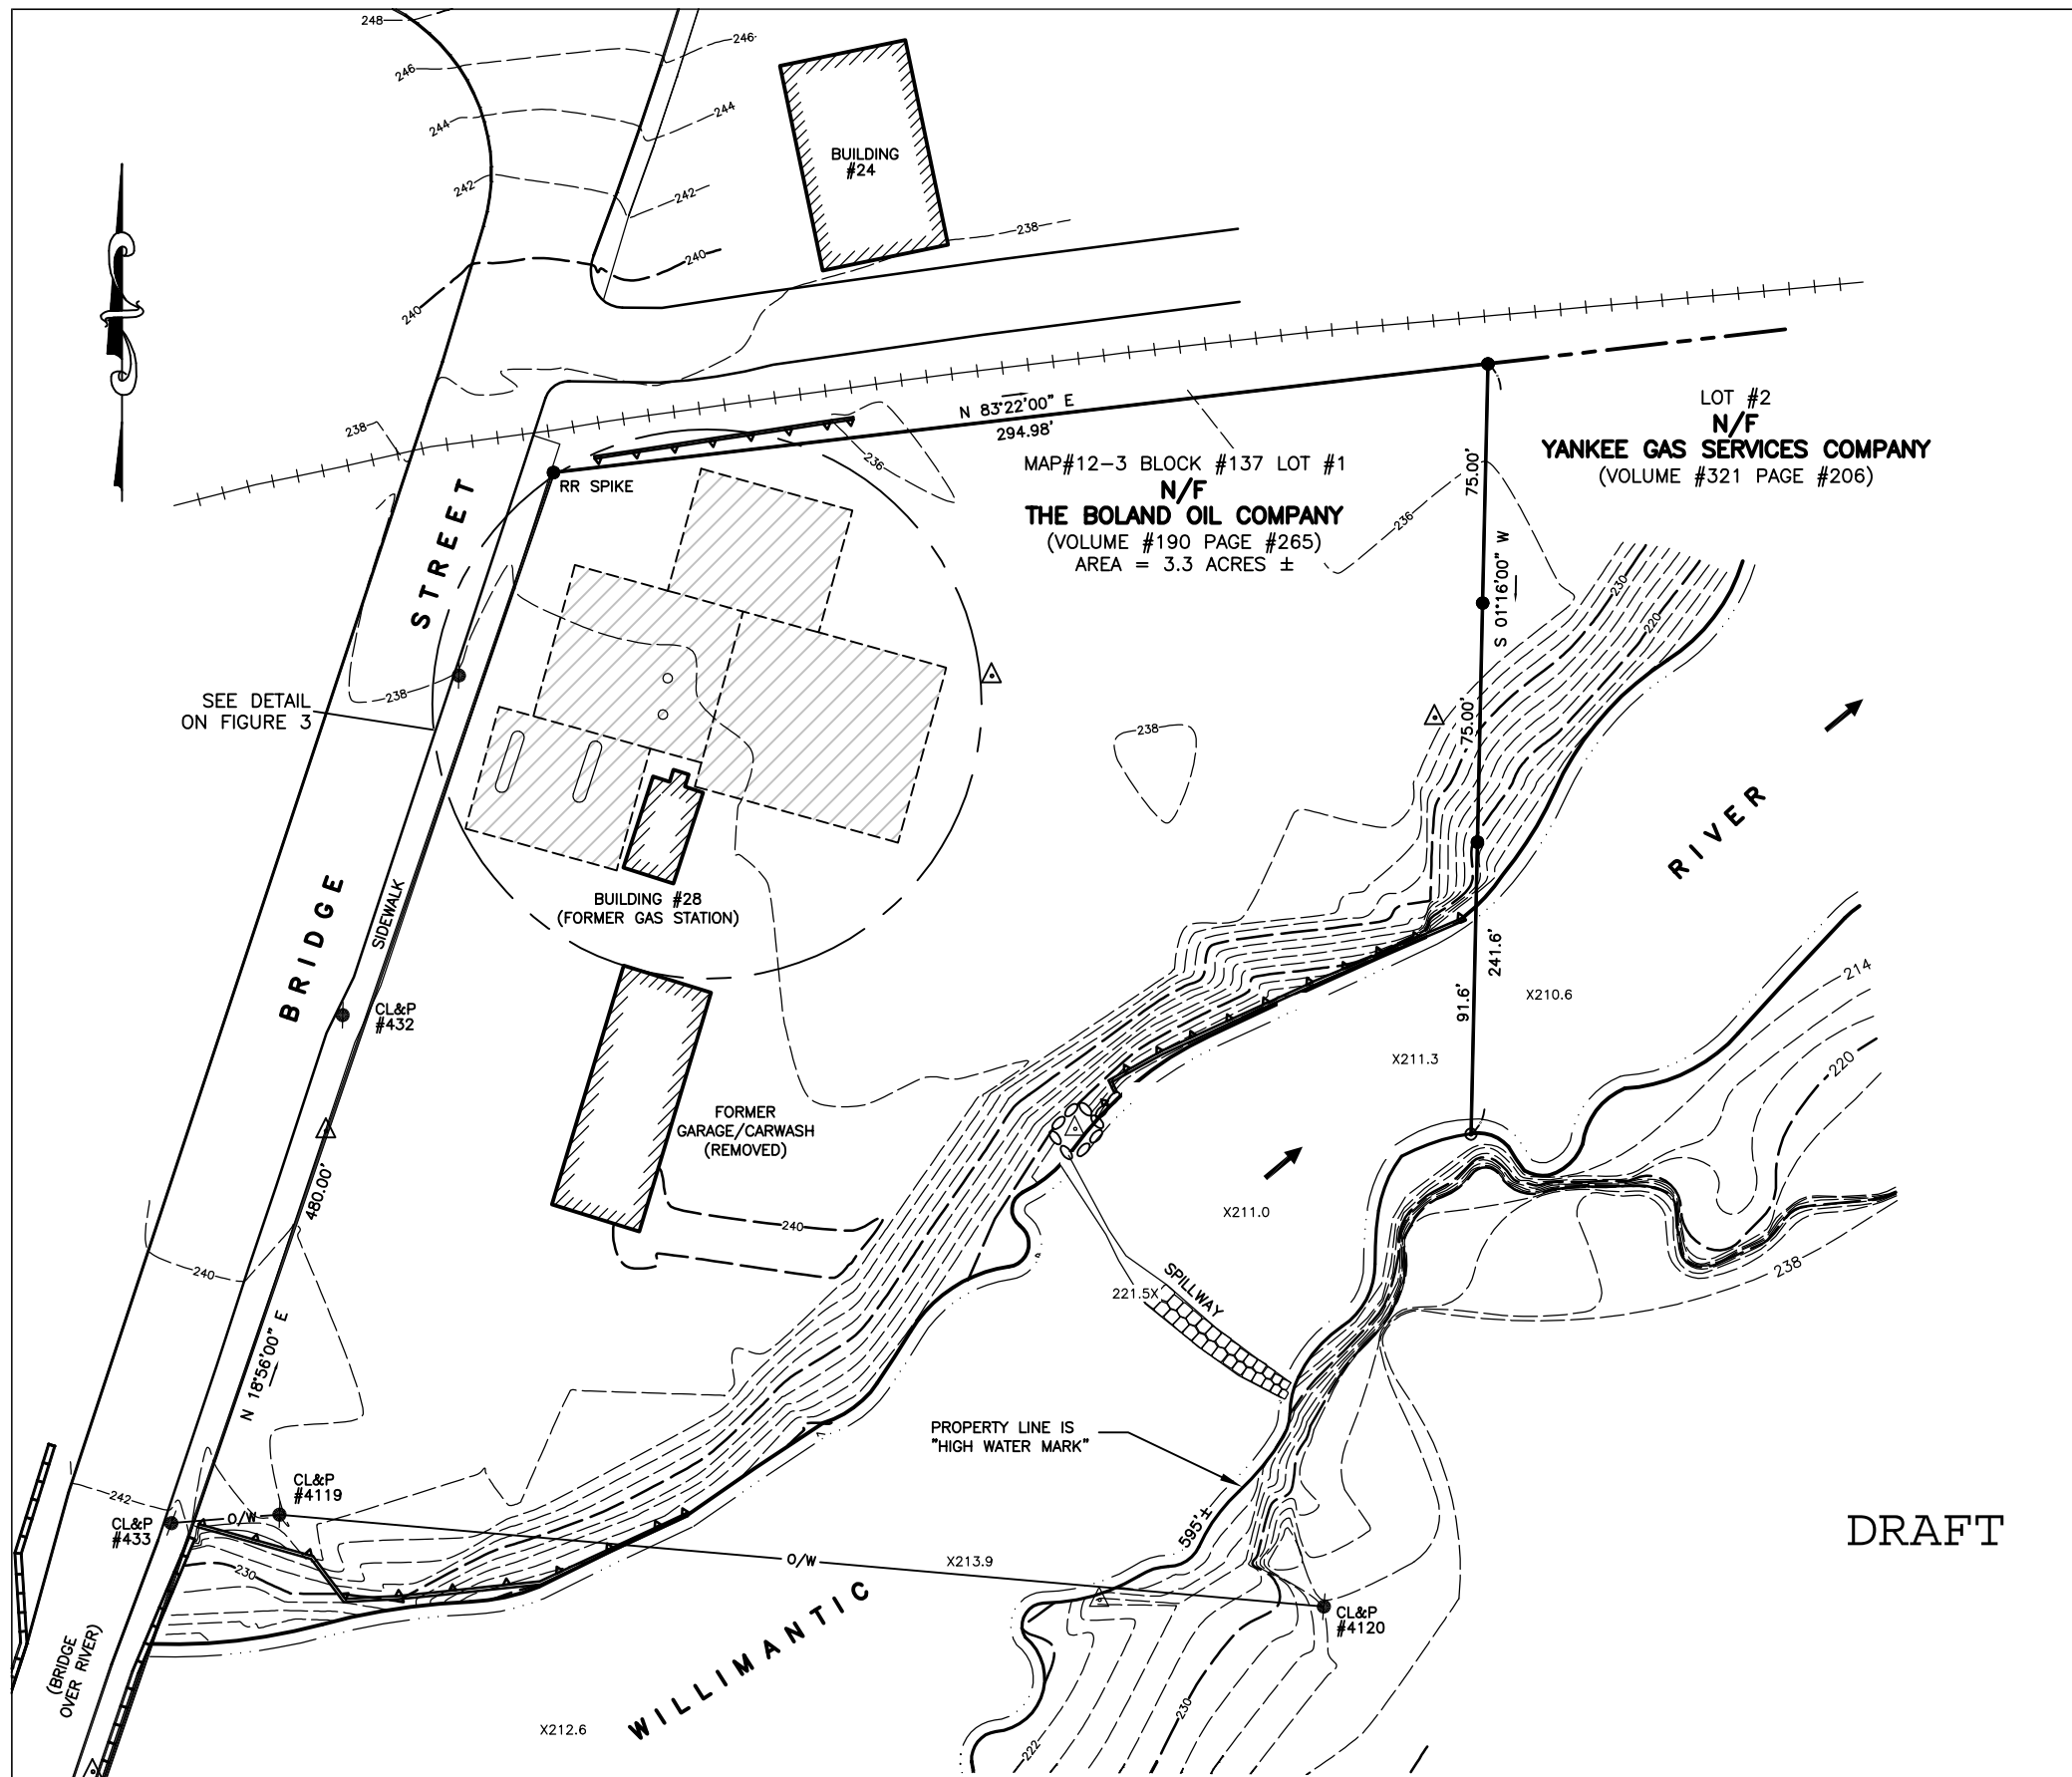 248
246
246
244
244
BUILDING
#24
242
242
238
240
240
N 83°22'00" E
294.98'
238
236
RR SPIKE
MAP#12-3 BLOCK #137 LOT #1
N/F
THE BOLAND OIL COMPANY
(VOLUME #190 PAGE #265)
AREA = 3.3 ACRES ±
LOT #2
N/F
YANKEE GAS SERVICES COMPANY
(VOLUME #321 PAGE #206)
75.00'
236
S 01°16'00" W
230
220
BRIDGE STREET
SEE DETAIL
ON FIGURE 3
238
238
75.00'
RIVER
BUILDING #28
(FORMER GAS STATION)
SIDEWALK
CL&P
#432
241.6'
91.6'
X210.6
214
X211.3
220
FORMER
GARAGE/CARWASH
(REMOVED)
480.00'
240
240
X211.0
238
SPILLWAY
221.5X
N 18°56'00" E
PROPERTY LINE IS
"HIGH WATER MARK"
CL&P
#4119
242
CL&P
#433
O/W
O/W
595'±
X213.9
230
DRAFT
CL&P
#4120
(BRIDGE
OVER RIVER)
WILLIMANTIC
X212.6
230
222